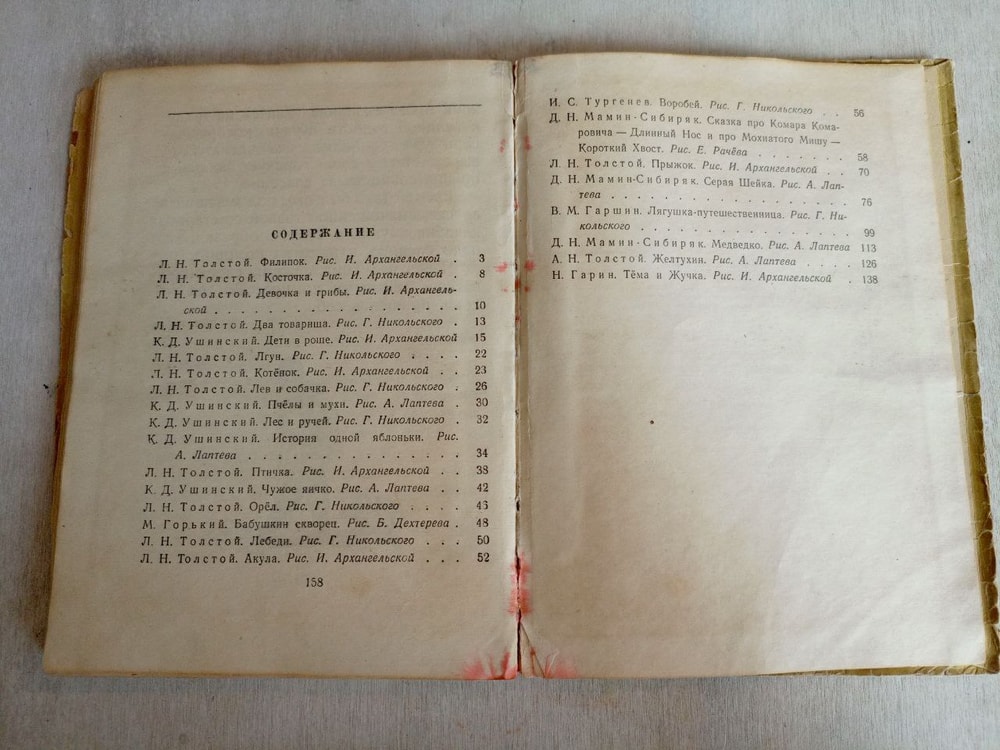 СОДЕРЖАНИЕ
Л. Н. Толстой. Филипок. Рис. И. Архангельской . 3
Л. Н. Толстой. Косточка. Рис. И. Архангельской . 8
Л. Н. Толстой. Девочка и грибы. Рис. И. Архангель-
ской . . . . . . . . . . . . . . . . . 10
Л. Н. Толстой. Два товарища. Рис. Г. Никольского . 13
К. Д. Ушинский. Дети в роще. Рис. И. Архангельской 15
Л. Н. Толстой. Лгун. Рис. Г. Никольского . . . . 22
Л. Н. Толстой. Котёнок. Рис. И. Архангельской . . 23
Л. Н. Толстой. Лев и собачка. Рис. Г. Никольского . 26
К. Д. Ушинский. Пчёлы и мухи. Рис. А. Лаптева . 30
К. Д. Ушинский. Лес и ручей. Рис. Г. Никольского . 32
К. Д. Ушинский. История одной яблоньки. Рис.
А. Лаптева . . . . . . . . . . . . . . 34
Л. Н. Толстой. Птичка. Рис. И. Архангельской . . 38
К. Д. Ушинский. Чужое яичко. Рис. А. Лаптева . . 42
Л. Н. Толстой. Орёл. Рис. Г. Никольского . . . . 46
М. Горький. Бабушкин скворец. Рис. Б. Дехтерева . 48
Л. Н. Толстой. Лебеди. Рис. Г. Никольского . . . 50
Л. Н. Толстой. Акула. Рис. И. Архангельской . . . 52
158
И. С. Тургенев. Воробей. Рис. Г. Никольского . . 56
Д. Н. Мамин-Сибиряк. Сказка про Комара Кома-
ровича — Длинный Нос и про Мохнатого Мишу —
Короткий Хвост. Рис. Е. Рачёва . . . . . . . 58
Л. Н. Толстой. Прыжок. Рис. И. Архангельской . . 70
Д. Н. Мамин-Сибиряк. Серая Шейка. Рис. А. Лап-
тева . . . . . . . . . . . . . . . . . 76
В. М. Гаршин. Лягушка-путешественница. Рис. Г. Ни-
кольского . . . . . . . . . . . . . . . 99
Д. Н. Мамин-Сибиряк. Медведко. Рис. А. Лаптева 113
А. Н. Толстой. Желтухин. Рис. А. Лаптева . . . . 126
Н. Гарин. Тёма и Жучка. Рис. И. Архангельской . 138